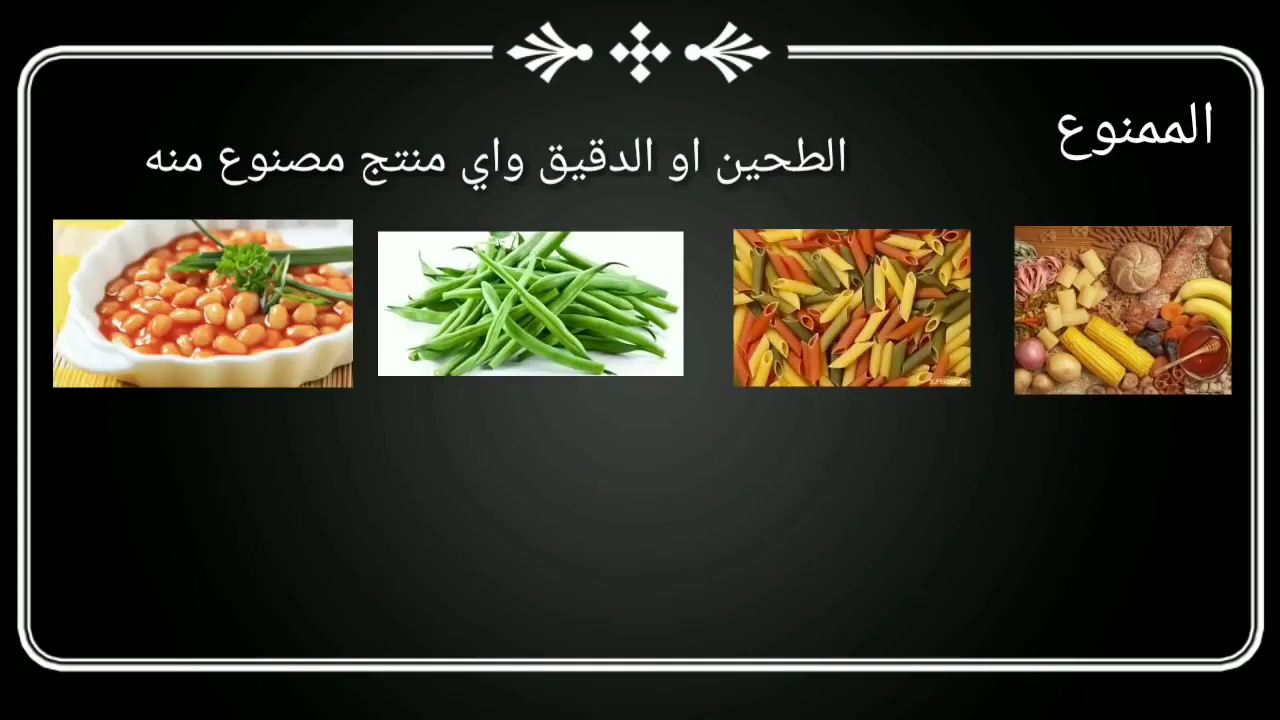 الممنوع
الطحين او الدقيق واي منتج مصنوع منه